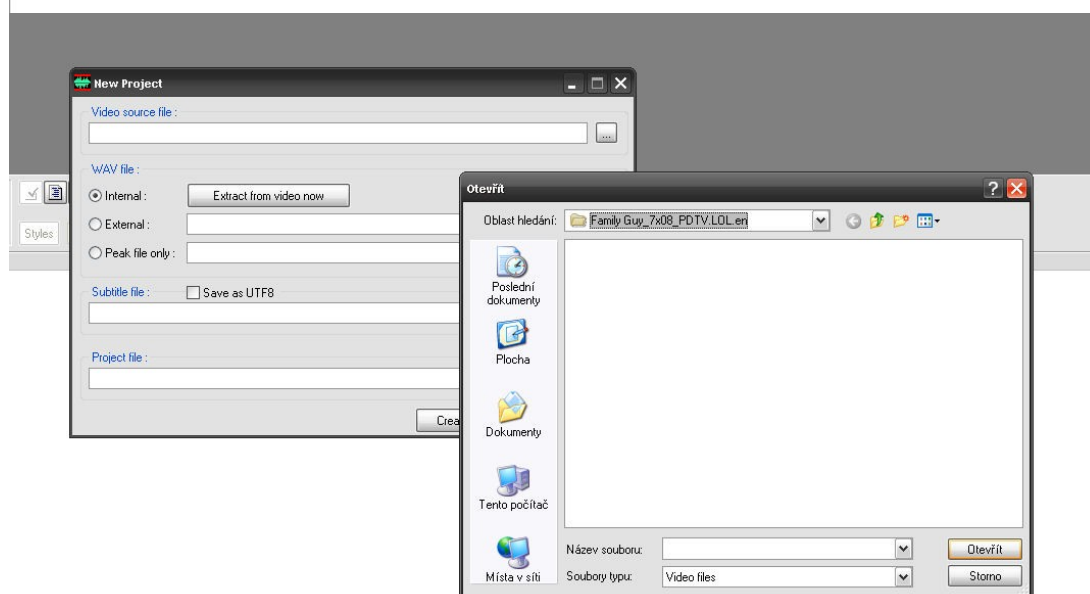 New Project
Video source file :
...
WAV file :
Internal :
Extract from video now
External :
Peak file only :
Subtitle file :
Save as UTF8
Project file :
Crea
Styles
Otevřít
Oblast hledání:
Family Guy_7x08_PDTV.LOL.en
Poslední
dokumenty
Plocha
Dokumenty
Tento počítač
Místa v síti
Název souboru:
Otevřít
Soubory typu:
Video files
Storno